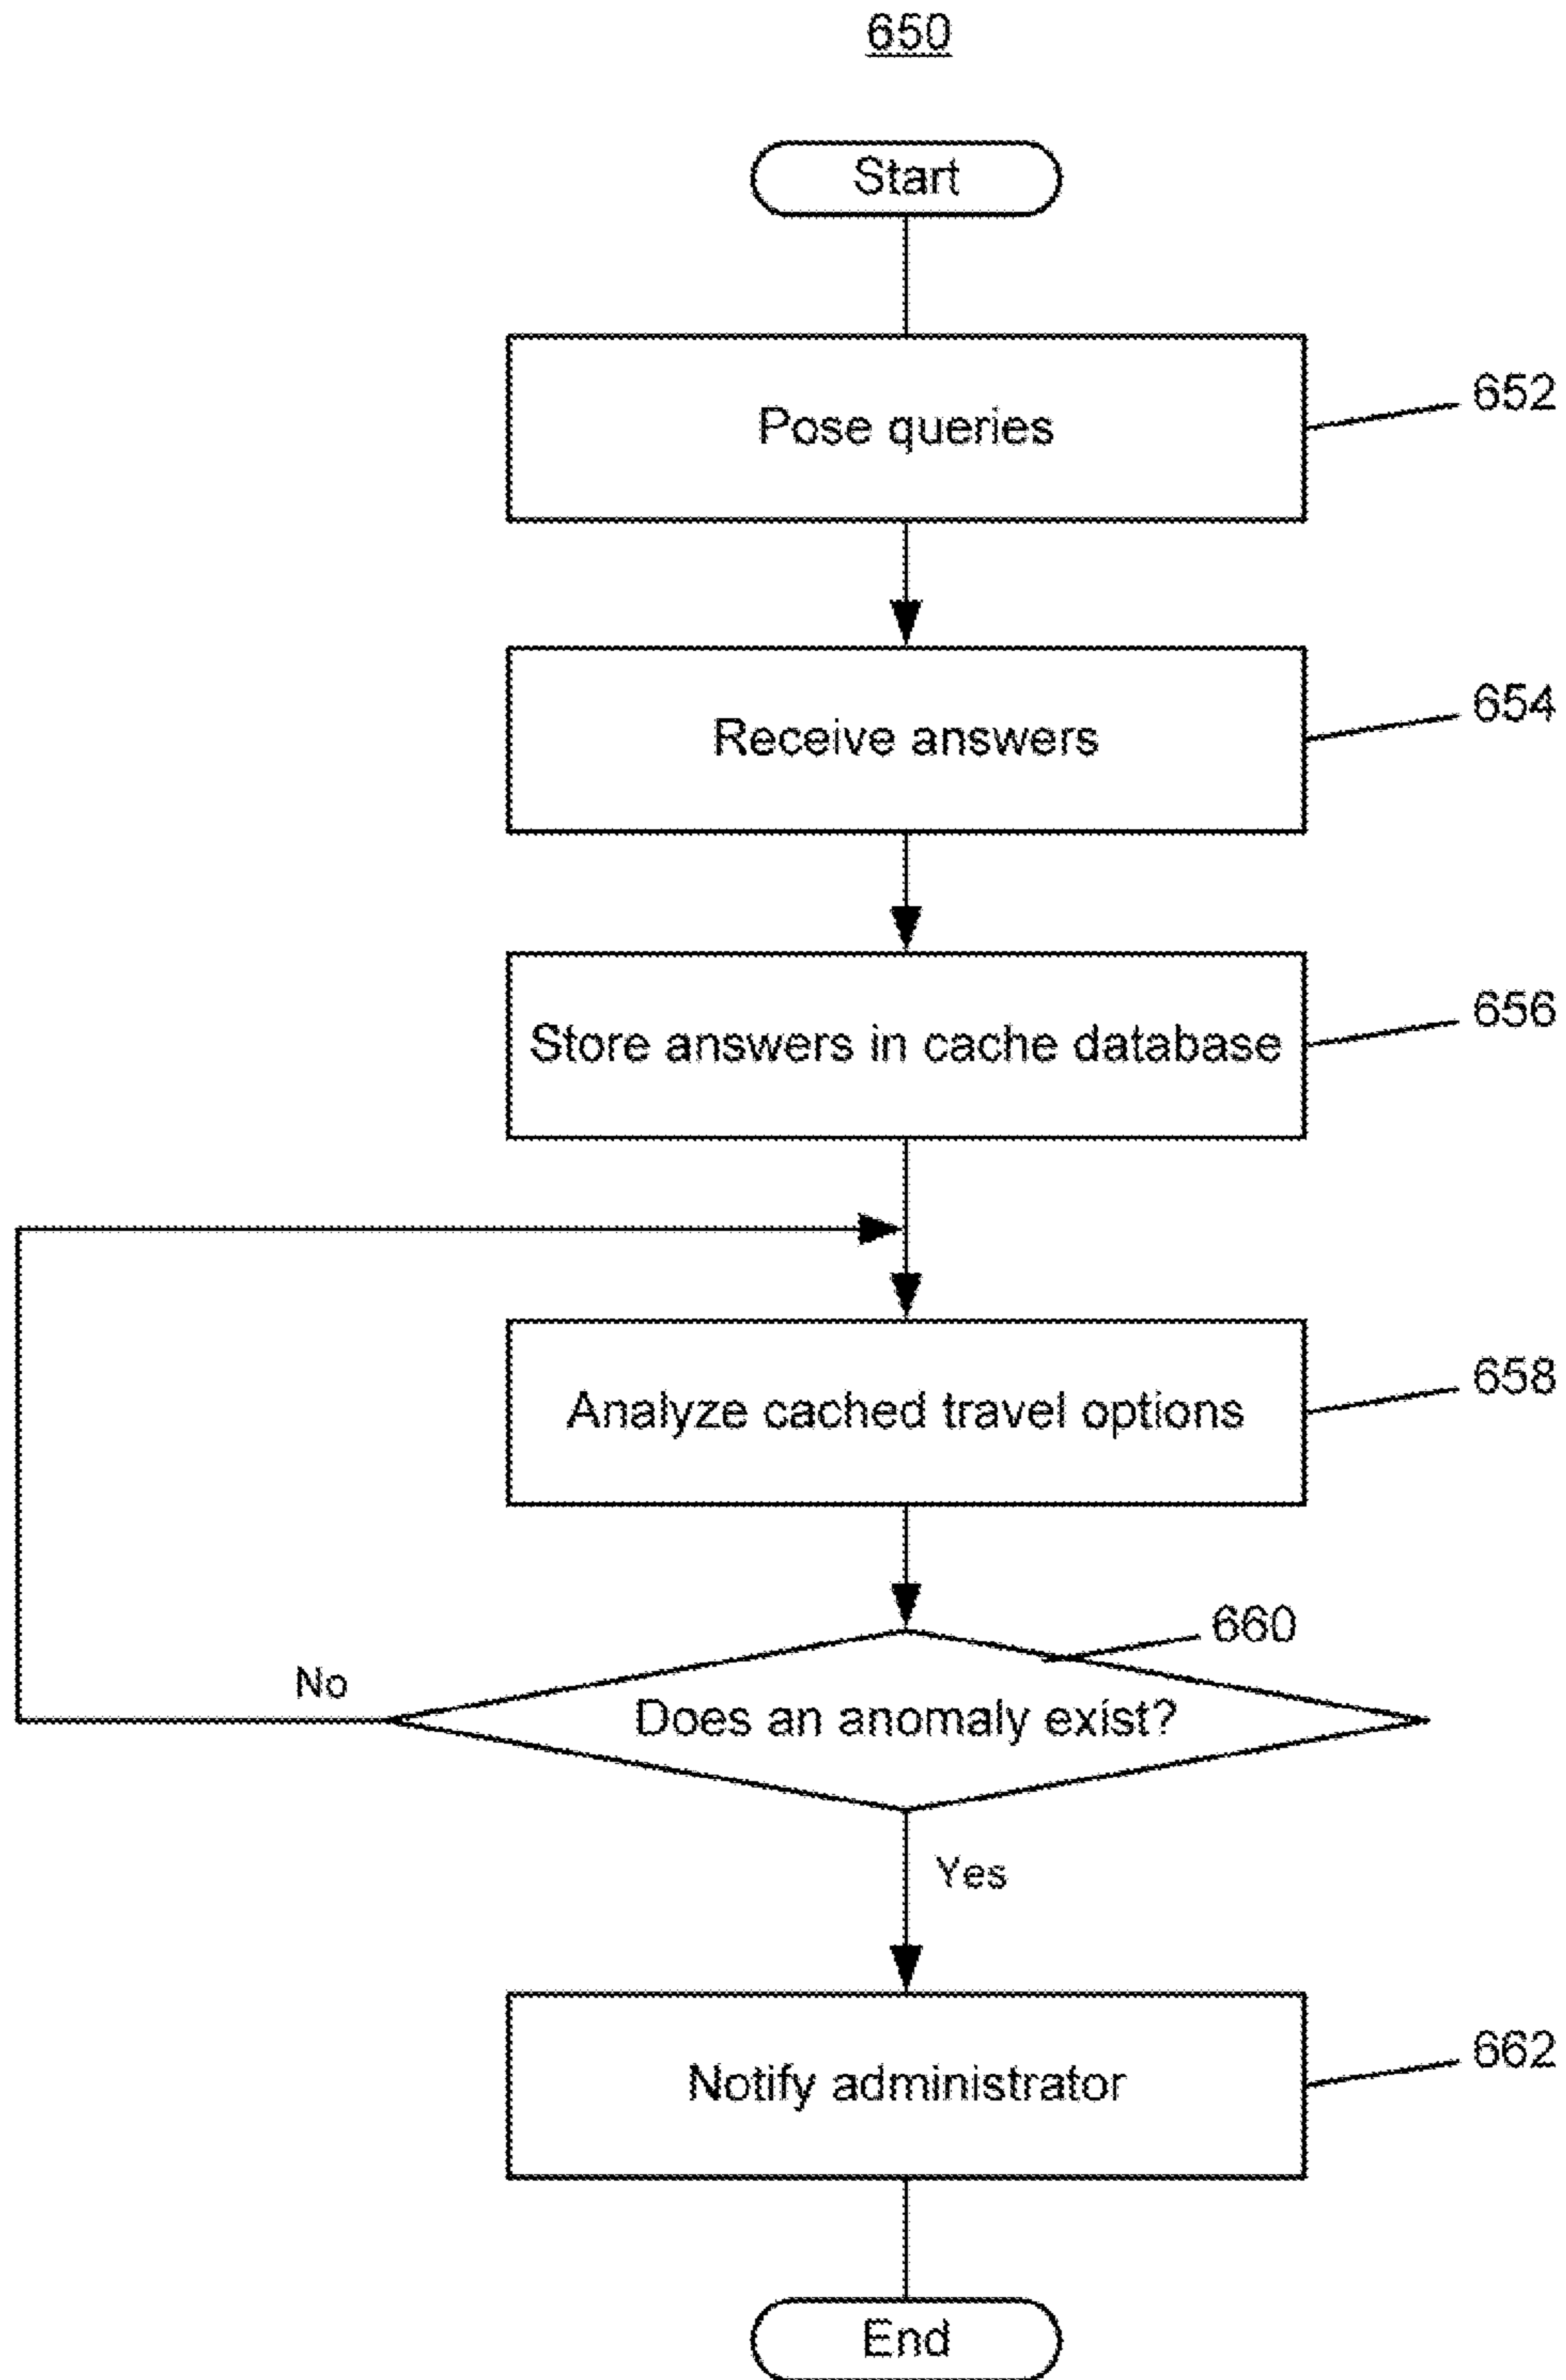 650
Start
Pose queries
652
Receive answers
654
Store answers in cache database
656
Analyze cached travel options
658
660
No
Does an anomaly exist?
Yes
Notify administrator
662
End